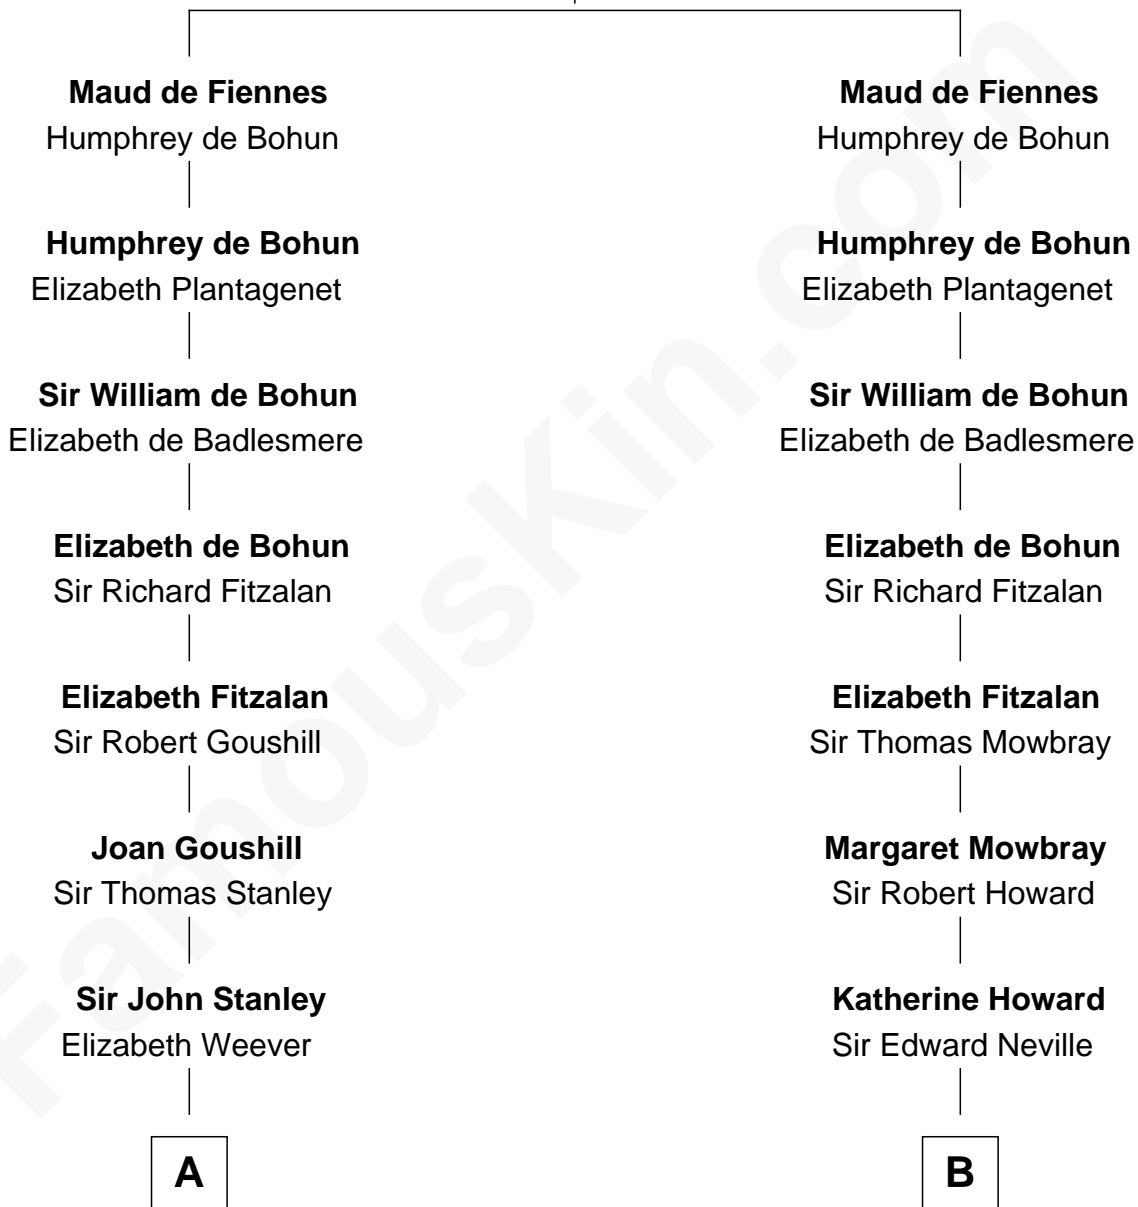 Maud de Fiennes
Humphrey de Bohun
Humphrey de Bohun
Elizabeth Plantagenet
Sir William de Bohun
Elizabeth de Badlesmere
Elizabeth de Bohun
Sir Richard Fitzalan
Elizabeth Fitzalan
Sir Robert Goushill
Joan Goushill
Sir Thomas Stanley
Sir John Stanley
Elizabeth Weever
A
Maud de Fiennes
Humphrey de Bohun
Humphrey de Bohun
Elizabeth Plantagenet
Sir William de Bohun
Elizabeth de Badlesmere
Elizabeth de Bohun
Sir Richard Fitzalan
Elizabeth Fitzalan
Sir Thomas Mowbray
Margaret Mowbray
Sir Robert Howard
Katherine Howard
Sir Edward Neville
B
FamousKin.com